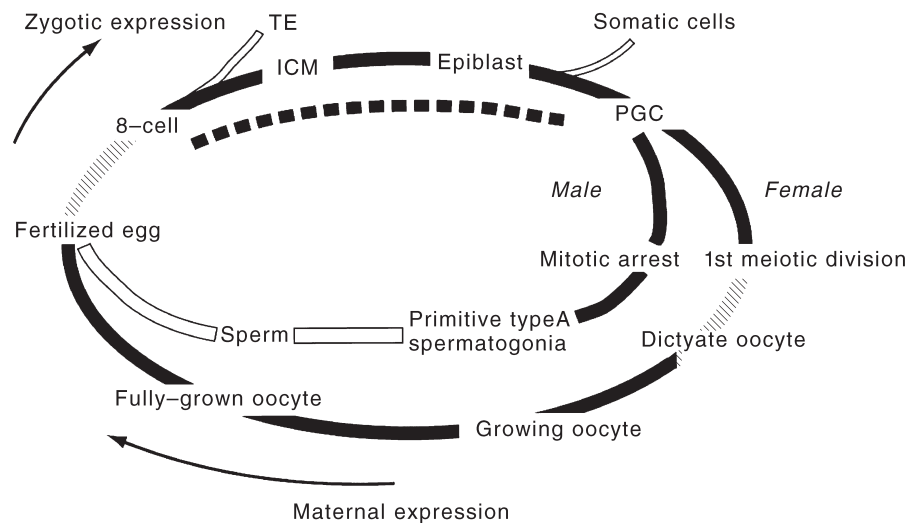 Zygotic expression
TE
Somatic cells
ICM
Epiblast
8–cell
PGC
Male
Female
Fertilized egg
Mitotic arrest
1st meiotic division
Sperm
Primitive typeA
spermatogonia
Dictyate oocyte
Fully–grown oocyte
Growing oocyte
Maternal expression